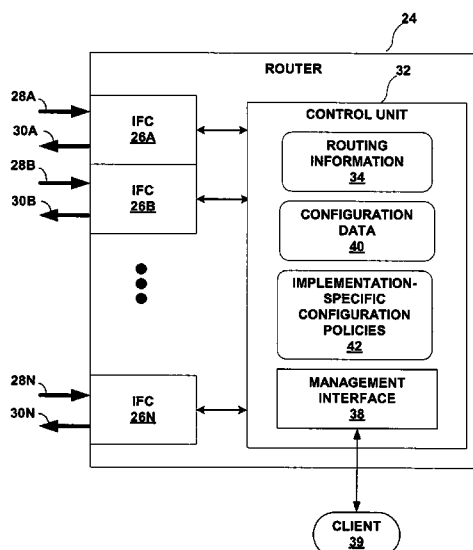 24
ROUTER
32
28A
30A
IFC
26A
28B
30B
IFC
26B
28N
30N
IFC
26N
CONTROL UNIT
ROUTING
INFORMATION
34
CONFIGURATION
DATA
40
IMPLEMENTATION-
SPECIFIC
CONFIGURATION
POLICIES
42
MANAGEMENT
INTERFACE
38
CLIENT
39